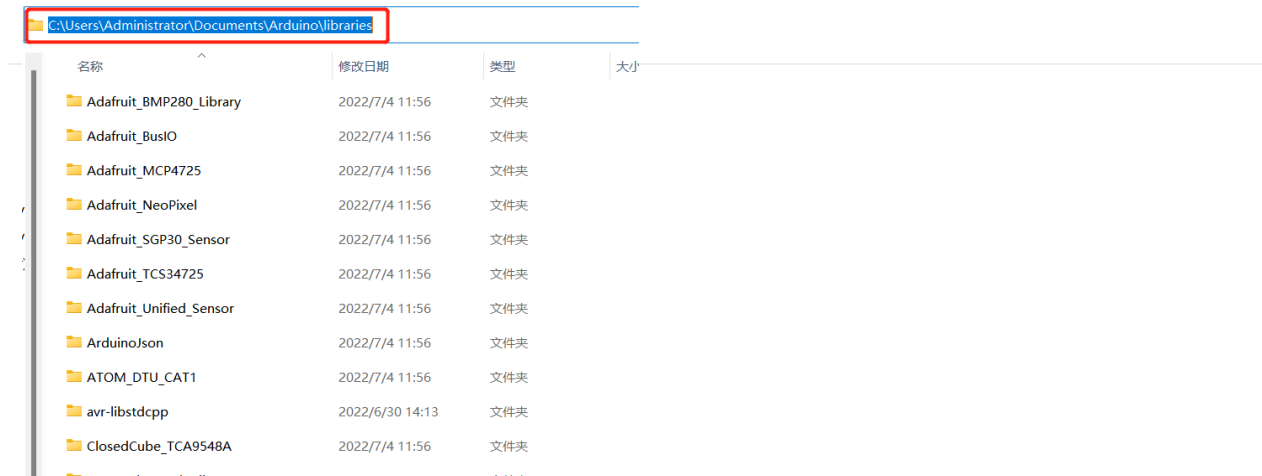 C:\Users\Administrator\Documents\Arduino\libraries
名称 修改日期 类型 大小
Adafruit_BMP280_Library 2022/7/4 11:56 文件夹
Adafruit_BusIO 2022/7/4 11:56 文件夹
Adafruit_MCP4725 2022/7/4 11:56 文件夹
Adafruit_NeoPixel 2022/7/4 11:56 文件夹
Adafruit_SGP30_Sensor 2022/7/4 11:56 文件夹
Adafruit_TCS34725 2022/7/4 11:56 文件夹
Adafruit_Unified_Sensor 2022/7/4 11:56 文件夹
ArduinoJson 2022/7/4 11:56 文件夹
ATOM_DTU_CAT1 2022/7/4 11:56 文件夹
avr-libstdcpp 2022/6/30 14:13 文件夹
ClosedCube_TCA9548A 2022/7/4 11:56 文件夹